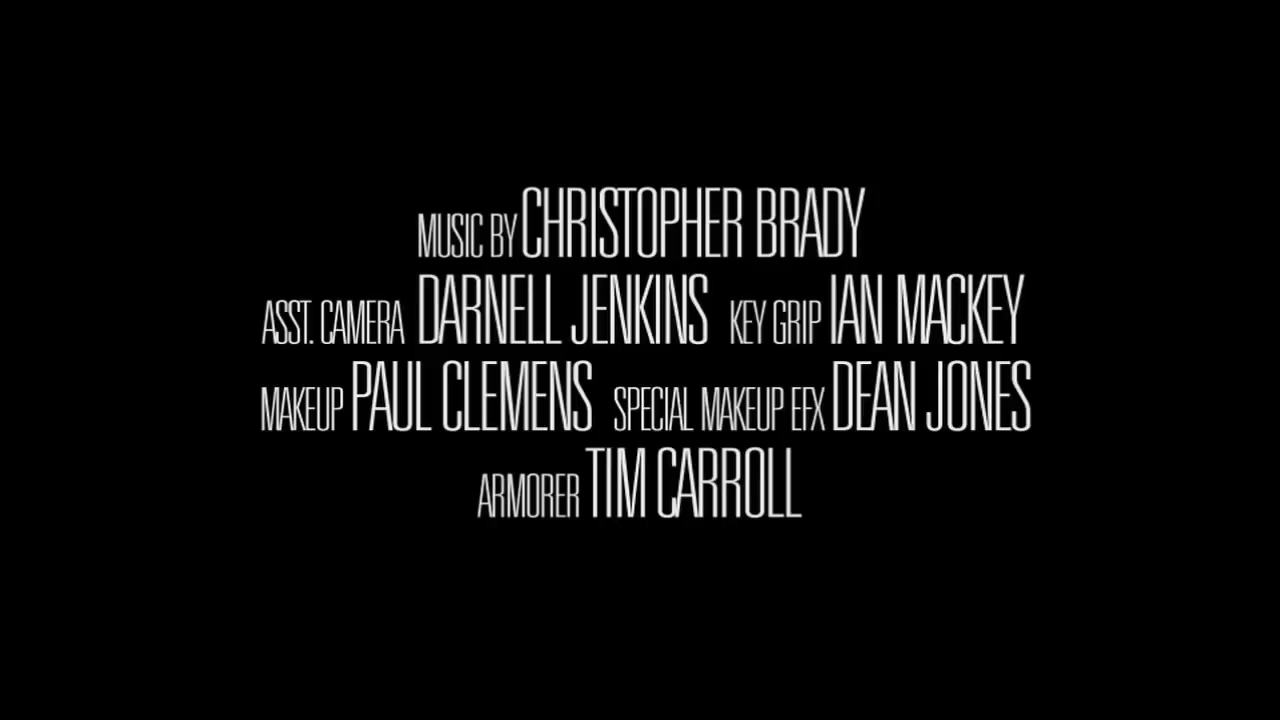 MUSIC BY CHRISTOPHER BRADY
ASST. CAMERA DARNELL JENKINS KEY GRIP IAN MACKEY
MAKEUP PAUL CLEMENS SPECIAL MAKEUP EFX DEAN JONES
ARMORER TIM CARROLL